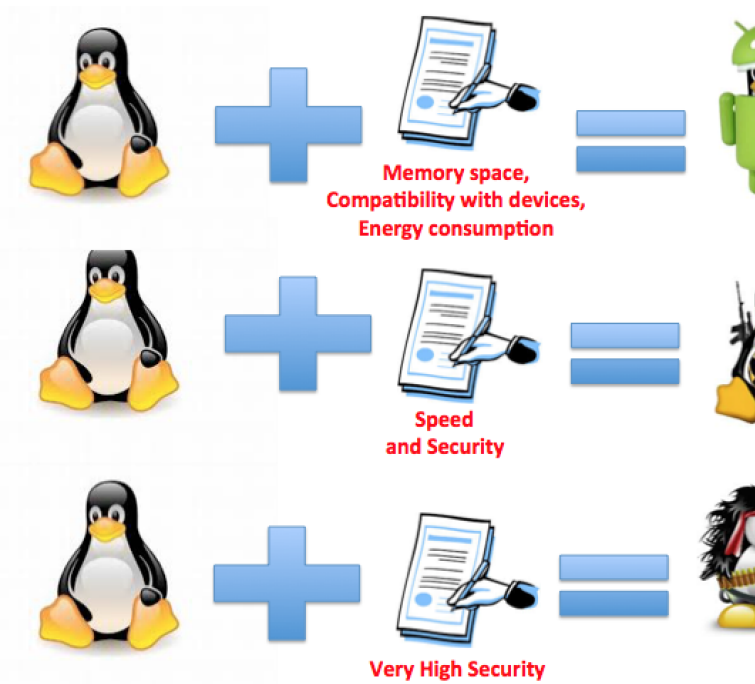 Memory space,
Compatibility with devices,
Energy consumption
Speed
and Security
Very High Security